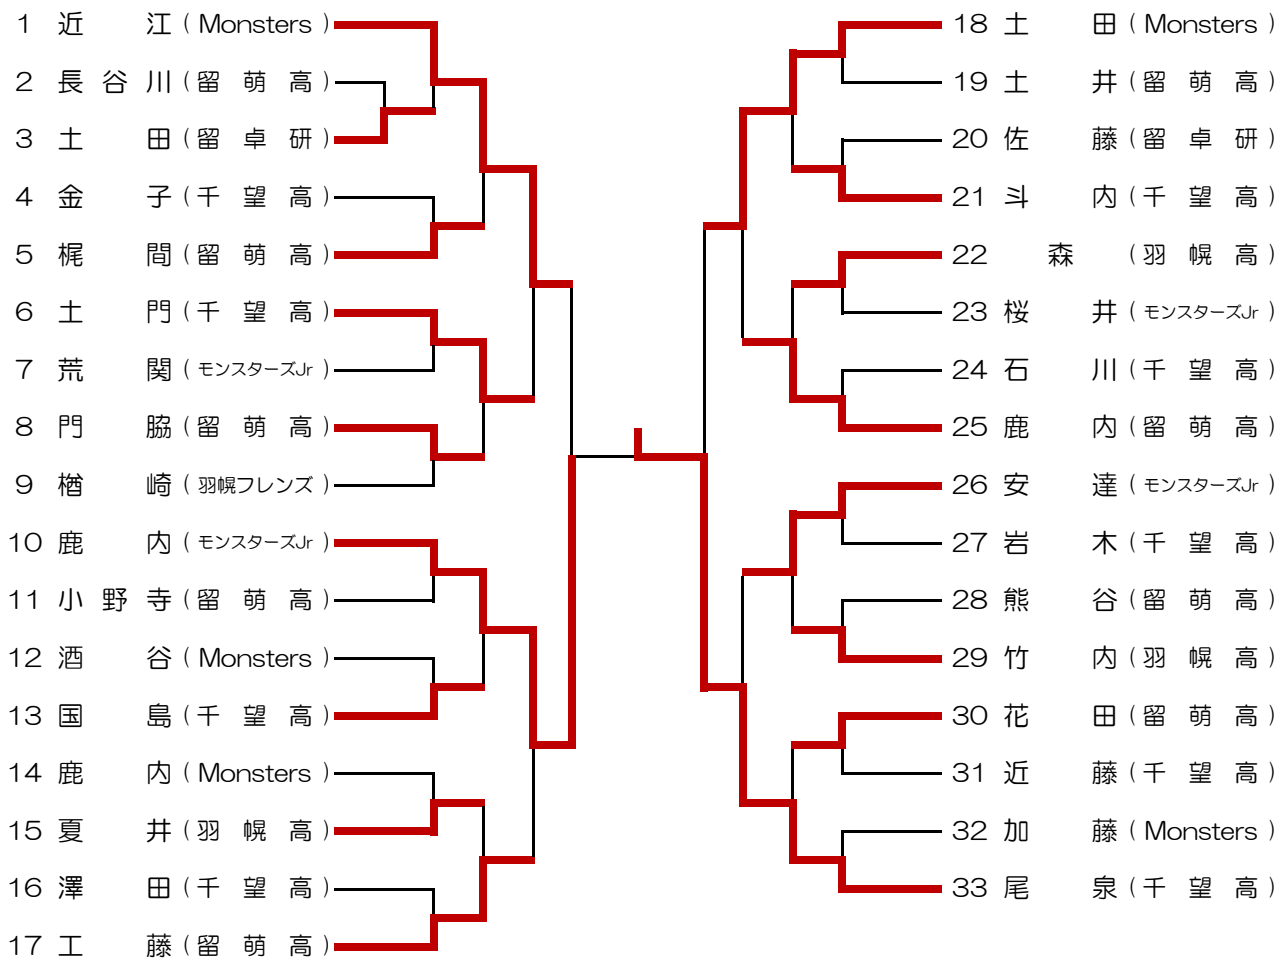 1 近 江 ( Monsters )
2 長 谷 川 ( 留 萌 高 )
3 土 田 ( 留 卓 研 )
4 金 子 ( 千 望 高 )
5 梶 間 ( 留 萌 高 )
6 土 門 ( 千 望 高 )
7 荒 関 ( モンスターズJr )
8 門 脇 ( 留 萌 高 )
9 楢 崎 ( 羽幌フレンズ )
10 鹿 内 ( モンスターズJr )
11 小 野 寺 ( 留 萌 高 )
12 酒 谷 ( Monsters )
13 国 島 ( 千 望 高 )
14 鹿 内 ( Monsters )
15 夏 井 ( 羽 幌 高 )
16 澤 田 ( 千 望 高 )
17 工 藤 ( 留 萌 高 )
18 土 田 ( Monsters )
19 土 井 ( 留 萌 高 )
20 佐 藤 ( 留 卓 研 )
21 斗 内 ( 千 望 高 )
22 森 ( 羽 幌 高 )
23 桜 井 ( モンスターズJr )
24 石 川 ( 千 望 高 )
25 鹿 内 ( 留 萌 高 )
26 安 達 ( モンスターズJr )
27 岩 木 ( 千 望 高 )
28 熊 谷 ( 留 萌 高 )
29 竹 内 ( 羽 幌 高 )
30 花 田 ( 留 萌 高 )
31 近 藤 ( 千 望 高 )
32 加 藤 ( Monsters )
33 尾 泉 ( 千 望 高 )